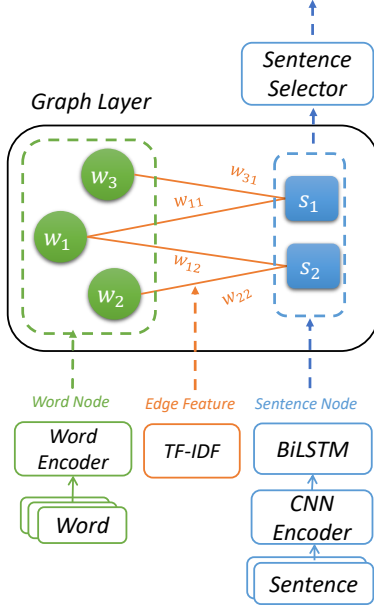 Sentence
Selector
Graph Layer
w₃
w₃₁
w₁₁
s₁
w₁
w₁₂
s₂
w₂
w₂₂
Word Node
Edge Feature
Sentence Node
Word
Encoder
TF-IDF
BiLSTM
CNN
Encoder
Word
Sentence